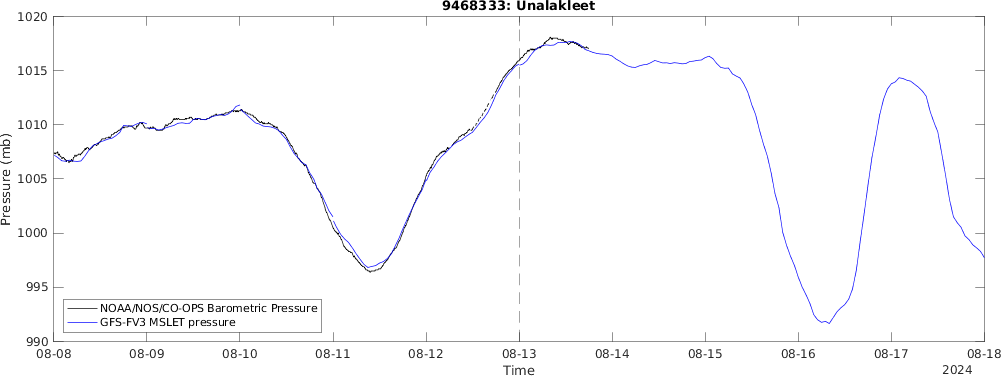 9468333: Unalakleet
1020
1015
1010
1005
1000
995
990
Pressure (mb)
NOAA/NOS/CO-OPS Barometric Pressure
GFS-FV3 MSLET pressure
08-08 08-09 08-10 08-11 08-12 08-13 08-14 08-15 08-16 08-17 08-18
Time
2024